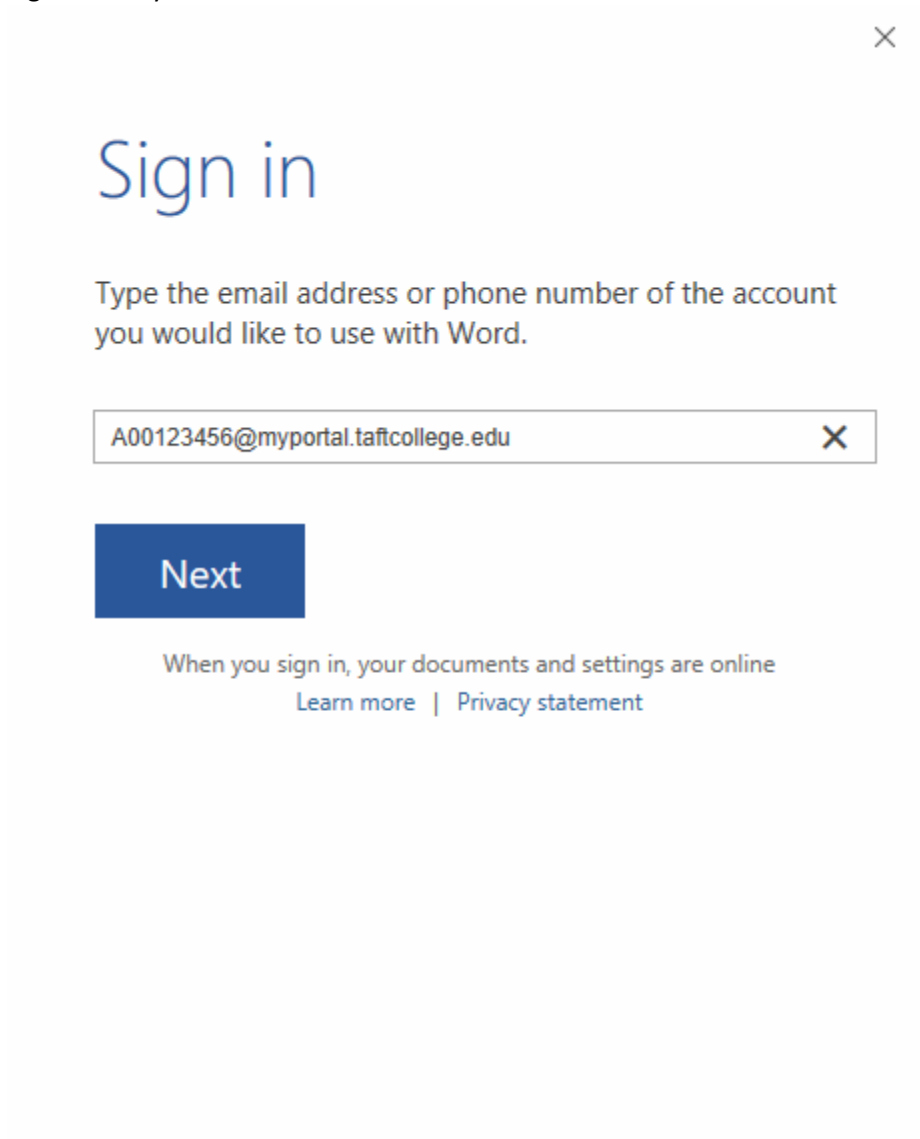 Sign in
Type the email address or phone number of the account
you would like to use with Word.
A00123456@myportal.taftcollege.edu
Next
When you sign in, your documents and settings are online
Learn more | Privacy statement